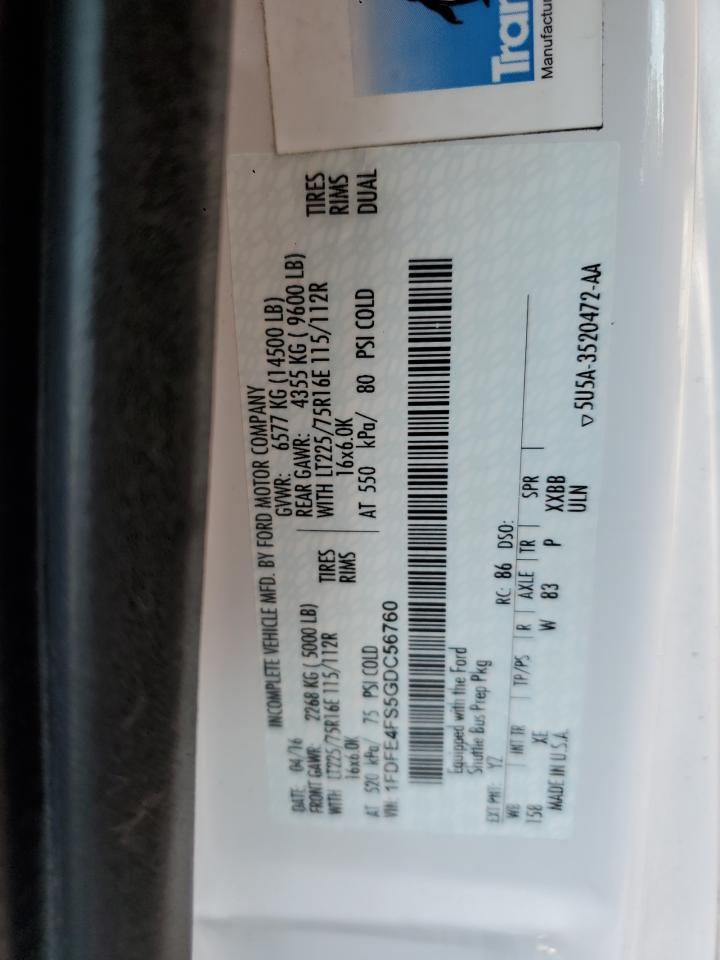 Tran
Manufactu
INCOMPLETE VEHICLE MFD. BY FORD MOTOR COMPANY
DATE: 04/16 GVWR: 6577 KG (14500 LB)
FRONT GAWR: 2268 KG ( 5000 LB) REAR GAWR: 4355 KG ( 9600 LB)
WITH LT225/75R16E 115/112R TIRES WITH LT225/75R16E 115/112R TIRES
16x6.0K RIMS 16x6.0K RIMS
AT 520 kPa/ 75 PSI COLD AT 550 kPa/ 80 PSI COLD DUAL
VIN: 1FDFE4FS5GDC56760
Equipped with the Ford
Shuttle Bus Prep Pkg
EXT PNT: YZ RC: 86 DSO:
WB INT TR TP/PS R AXLE TR SPR
158 XE W 83 P XXBB
MADE IN U.S.A. ULN
▽5U5A-3520472-AA